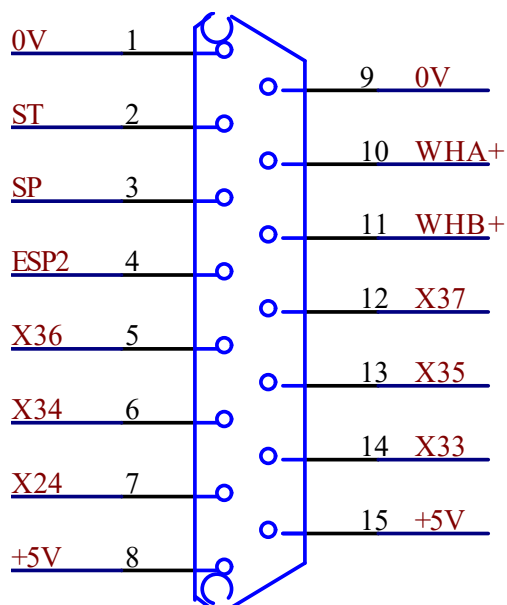 0V 1
9 0V
ST 2
10 WHA+
SP 3
11 WHB+
ESP2 4
12 X37
X36 5
13 X35
X34 6
14 X33
X24 7
15 +5V
+5V 8